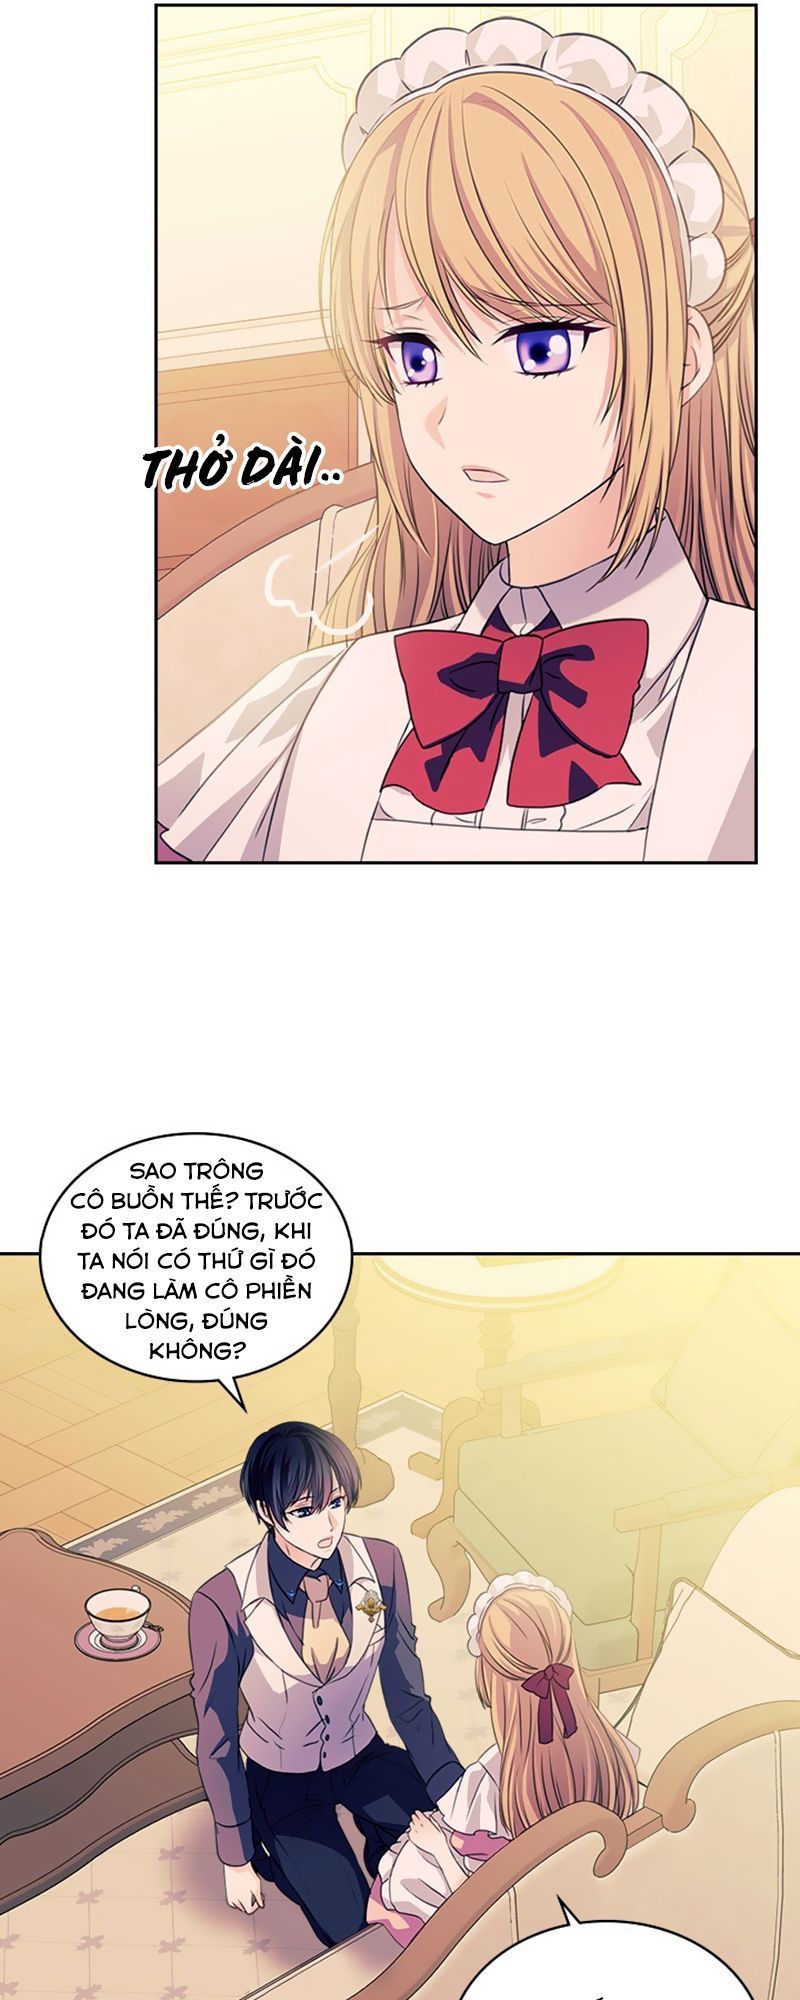 THỞ DÀI..
SAO TRÔNG
CÔ BUỒN THẾ? TRƯỚC
ĐÓ TA ĐÃ ĐÚNG, KHI
TA NÓI CÓ THỨ GÌ ĐÓ
ĐANG LÀM CÔ PHIỀN
LÒNG, ĐÚNG
KHÔNG?